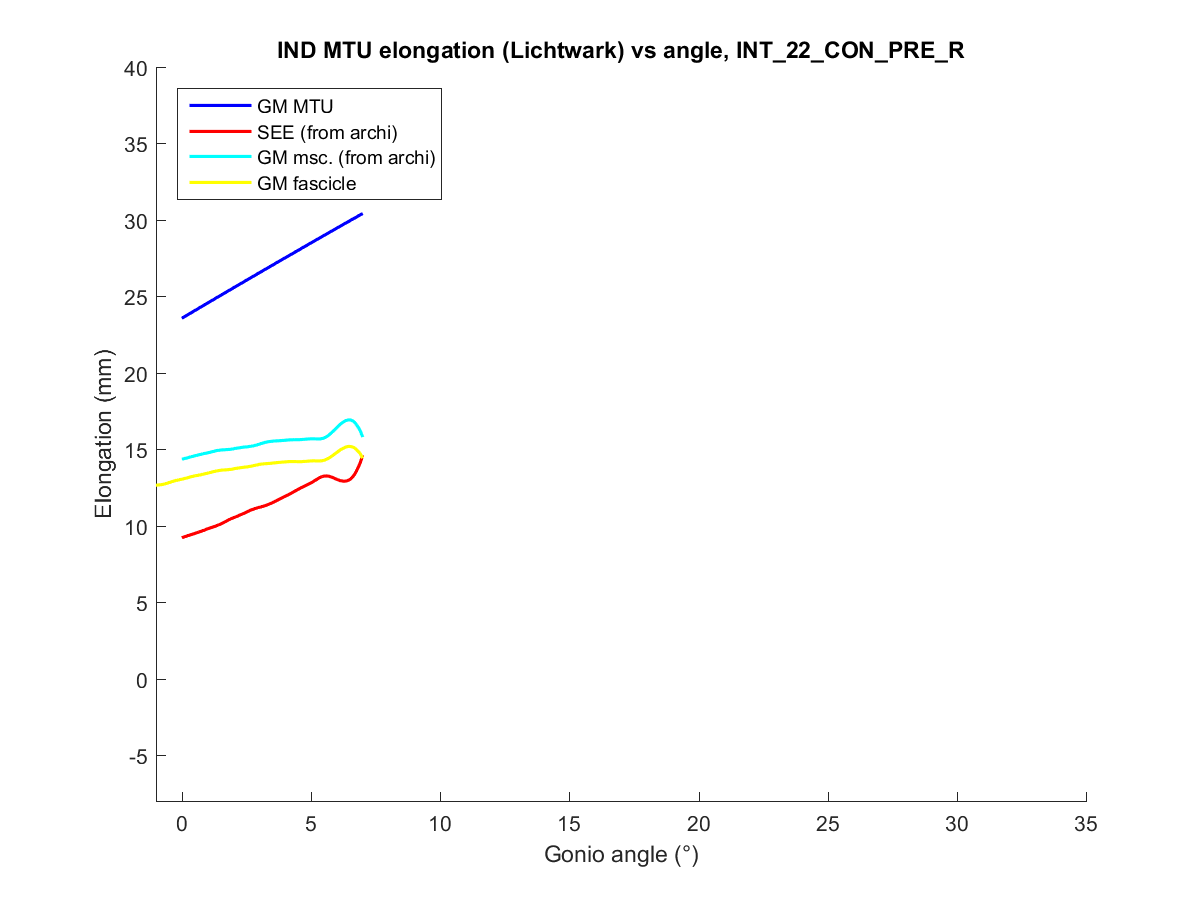 IND MTU elongation (Lichtwark) vs angle, INT_22_CON_PRE_R
40
35
30
25
20
15
10
5
0
-5
Elongation (mm)
GM MTU
SEE (from archi)
GM msc. (from archi)
GM fascicle
0 5 10 15 20 25 30 35
Gonio angle (°)